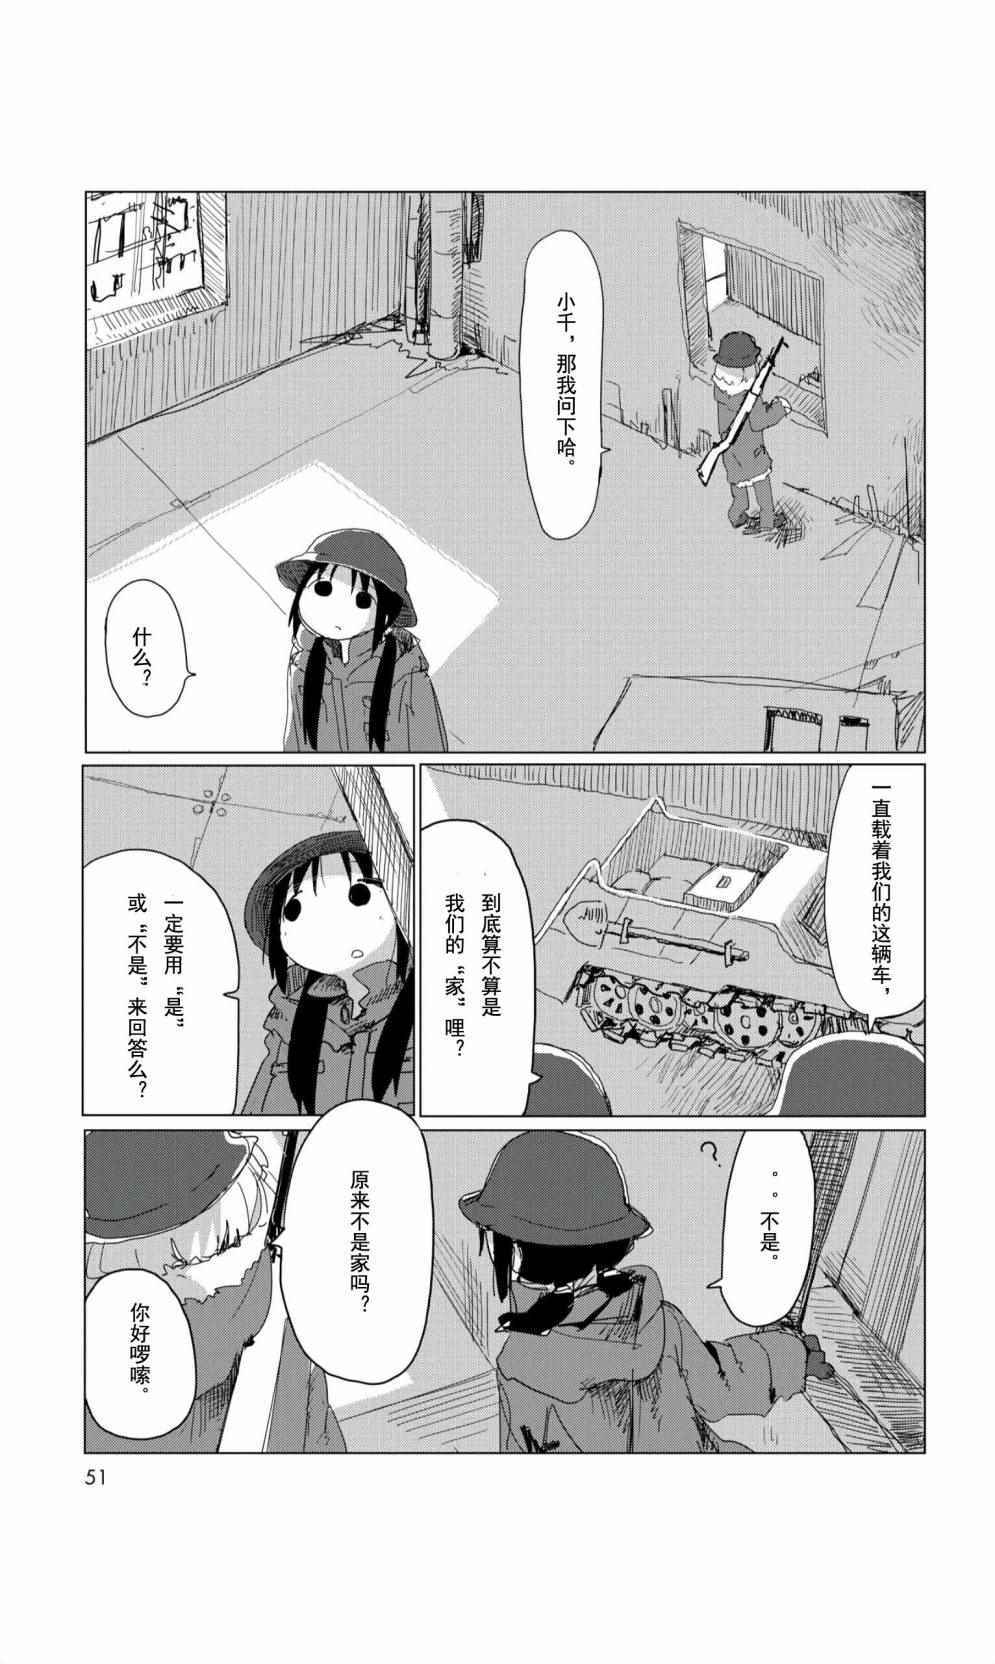 小千，那我问下哈。
什么？
一直载着我们的这辆车，
到底算不算是
我们的“家”哩？
一定要用“是”
或“不是”来回答么？
？
。。不是。
原来不是家吗？
你好啰嗦。
51